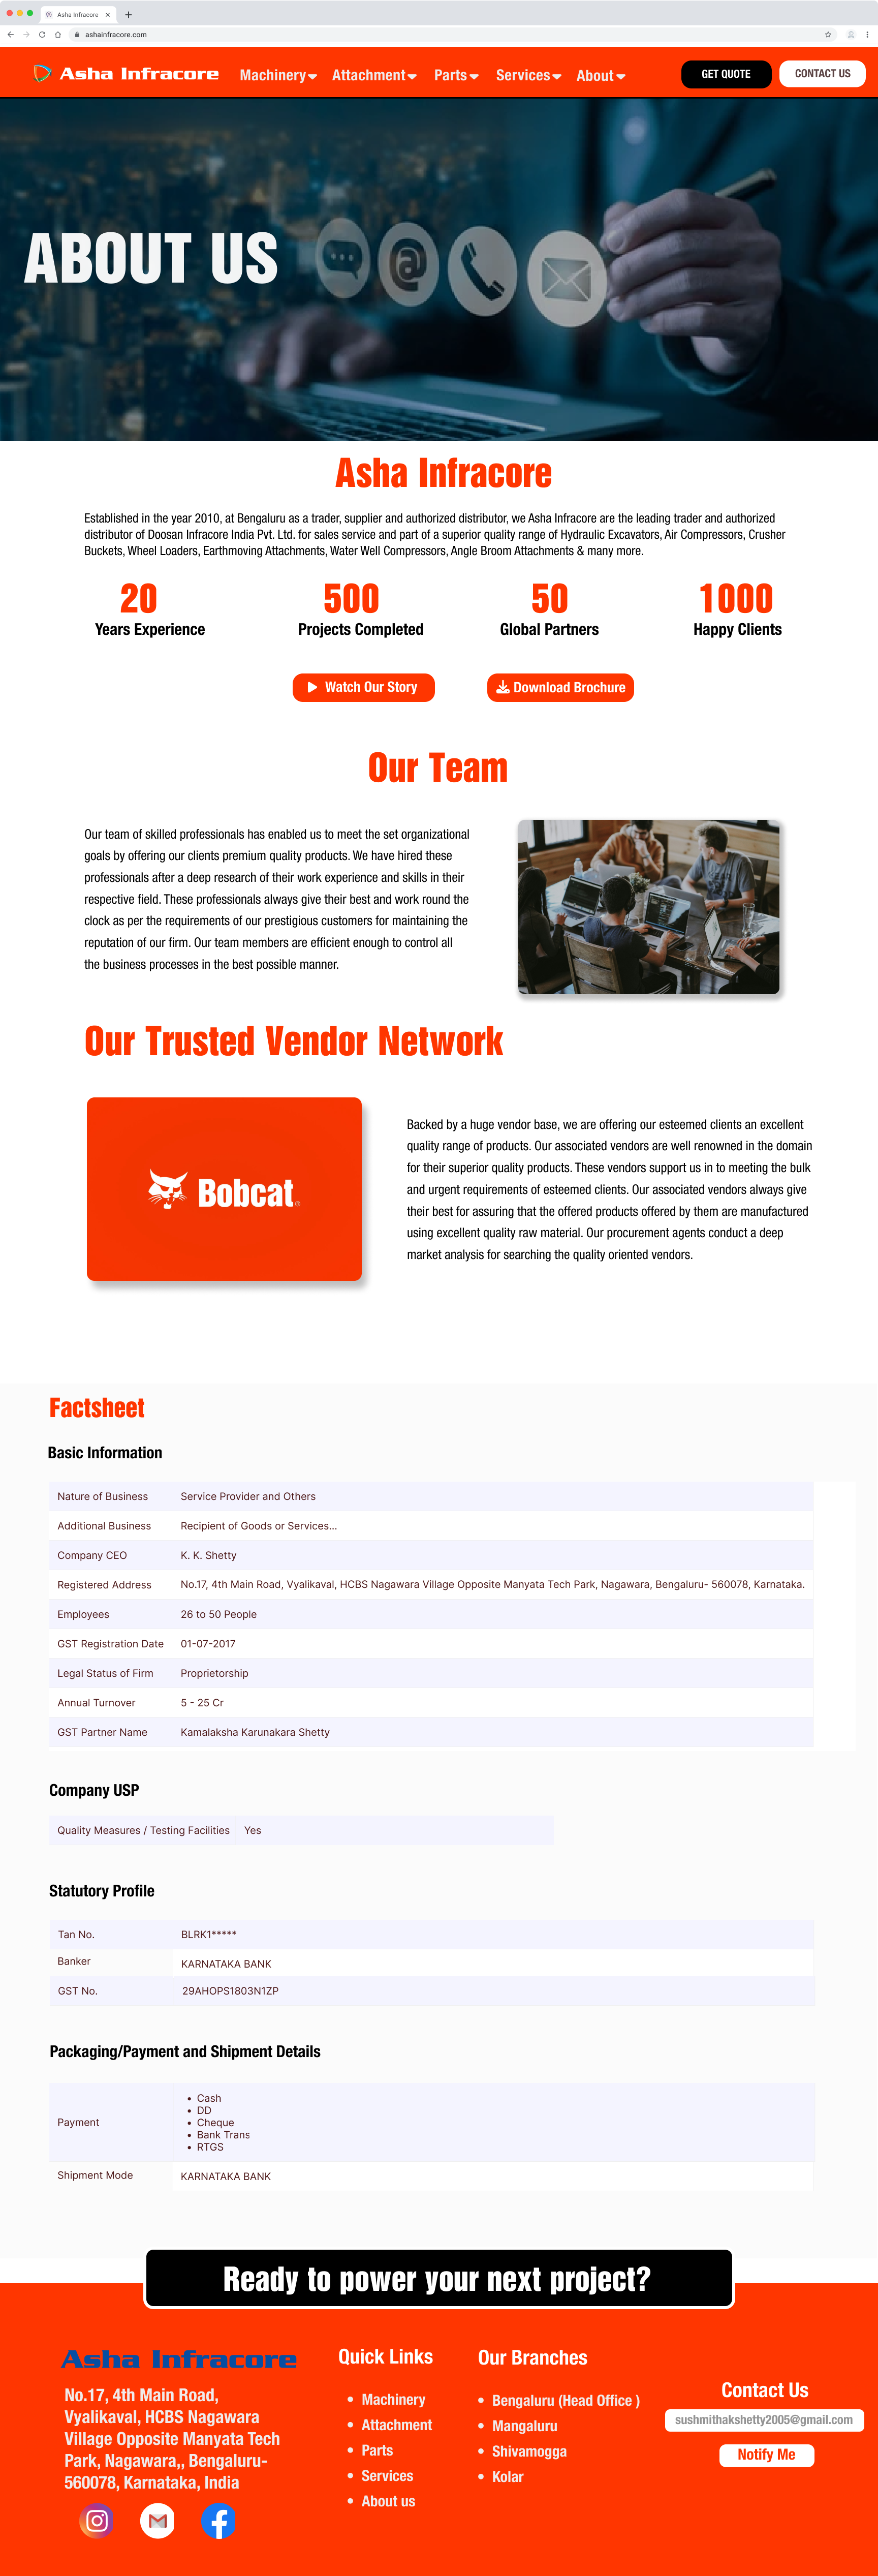 Asha Infracore
ashainfracore.com
Asha Infracore Machinery Attachment Parts Services About GET QUOTE CONTACT US
ABOUT US
Asha Infracore
Established in the year 2010, at Bengaluru as a trader, supplier and authorized distributor, we Asha Infracore are the leading trader and authorized
distributor of Doosan Infracore India Pvt. Ltd. for sales service and part of a superior quality range of Hydraulic Excavators, Air Compressors, Crusher
Buckets, Wheel Loaders, Earthmoving Attachments, Water Well Compressors, Angle Broom Attachments & many more.
20 500 50 1000
Years Experience Projects Completed Global Partners Happy Clients
Watch Our Story Download Brochure
Our Team
Our team of skilled professionals has enabled us to meet the set organizational
goals by offering our clients premium quality products. We have hired these
professionals after a deep research of their work experience and skills in their
respective field. These professionals always give their best and work round the
clock as per the requirements of our prestigious customers for maintaining the
reputation of our firm. Our team members are efficient enough to control all
the business processes in the best possible manner.
Our Trusted Vendor Network
Bobcat®
Backed by a huge vendor base, we are offering our esteemed clients an excellent
quality range of products. Our associated vendors are well renowned in the domain
for their superior quality products. These vendors support us in to meeting the bulk
and urgent requirements of esteemed clients. Our associated vendors always give
their best for assuring that the offered products offered by them are manufactured
using excellent quality raw material. Our procurement agents conduct a deep
market analysis for searching the quality oriented vendors.
Factsheet
Basic Information
Nature of Business Service Provider and Others
Additional Business Recipient of Goods or Services...
Company CEO K. K. Shetty
Registered Address No.17, 4th Main Road, Vyalikaval, HCBS Nagawara Village Opposite Manyata Tech Park, Nagawara, Bengaluru- 560078, Karnataka.
Employees 26 to 50 People
GST Registration Date 01-07-2017
Legal Status of Firm Proprietorship
Annual Turnover 5 - 25 Cr
GST Partner Name Kamalaksha Karunakara Shetty
Company USP
Quality Measures / Testing Facilities Yes
Statutory Profile
Tan No. BLRK1*****
Banker KARNATAKA BANK
GST No. 29AHOPS1803N1ZP
Packaging/Payment and Shipment Details
Payment
• Cash
• DD
• Cheque
• Bank Trans
• RTGS
Shipment Mode KARNATAKA BANK
Ready to power your next project?
Asha Infracore
No.17, 4th Main Road,
Vyalikaval, HCBS Nagawara
Village Opposite Manyata Tech
Park, Nagawara,, Bengaluru-
560078, Karnataka, India
Quick Links
• Machinery
• Attachment
• Parts
• Services
• About us
Our Branches
• Bengaluru (Head Office )
• Mangaluru
• Shivamogga
• Kolar
Contact Us
sushmithakshetty2005@gmail.com
Notify Me